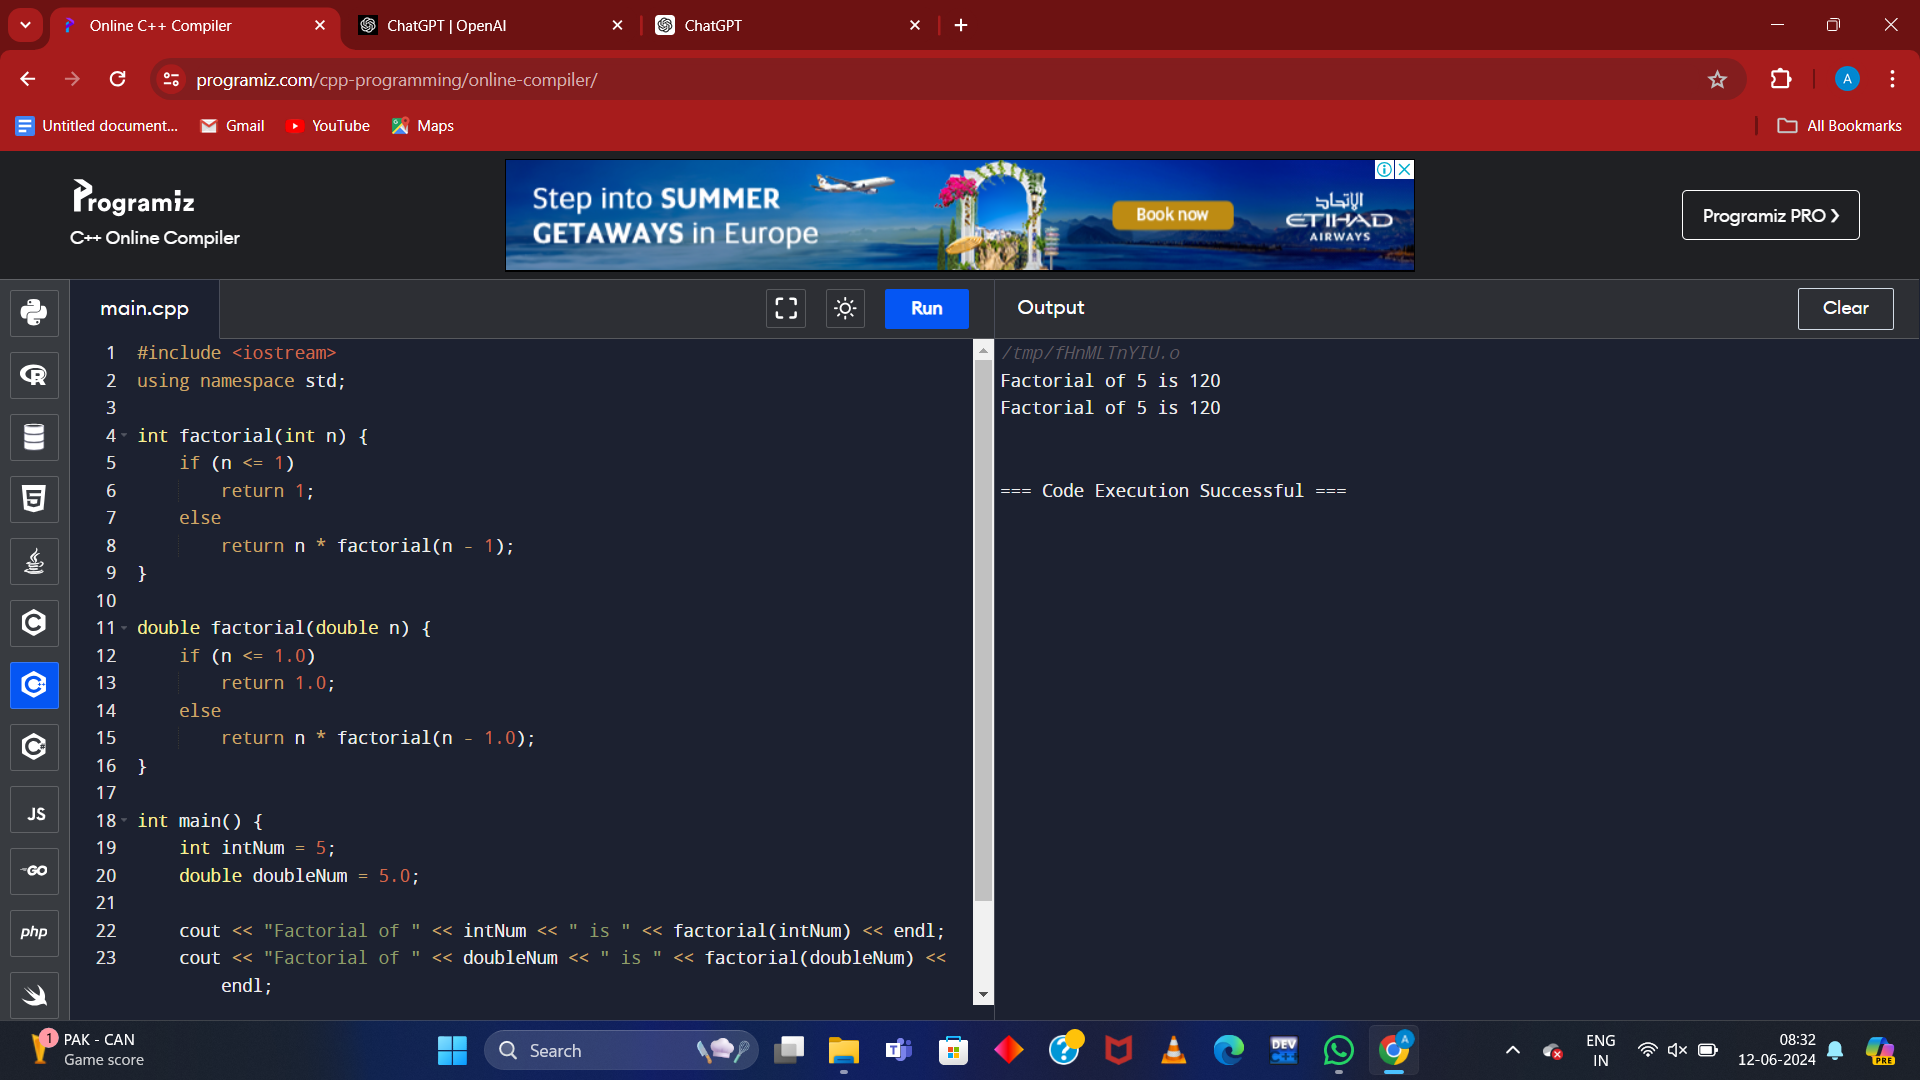 Online C++ Compiler
ChatGPT | OpenAI
ChatGPT
programiz.com/cpp-programming/online-compiler/
A
Untitled document...
Gmail
YouTube
Maps
All Bookmarks
Programiz
C++ Online Compiler
Step into SUMMER
GETAWAYS in Europe
Book now
الإتحاد
ETIHAD
AIRWAYS
Programiz PRO
main.cpp
Run
Output
Clear
1 #include <iostream>
2 using namespace std;
3
4 int factorial(int n) {
5 if (n <= 1)
6 return 1;
7 else
8 return n * factorial(n - 1);
9 }
10
11 double factorial(double n) {
12 if (n <= 1.0)
13 return 1.0;
14 else
15 return n * factorial(n - 1.0);
16 }
17
18 int main() {
19 int intNum = 5;
20 double doubleNum = 5.0;
21
22 cout << "Factorial of " << intNum << " is " << factorial(intNum) << endl;
23 cout << "Factorial of " << doubleNum << " is " << factorial(doubleNum) <<
endl;
/tmp/fHnMLTnYIU.o
Factorial of 5 is 120
Factorial of 5 is 120
=== Code Execution Successful ===
R
5
C
C
C
JS
GO
php
1
PAK - CAN
Game score
Search
T
?
DEV
C++
A
ENG
IN
08:32
12-06-2024
PRE